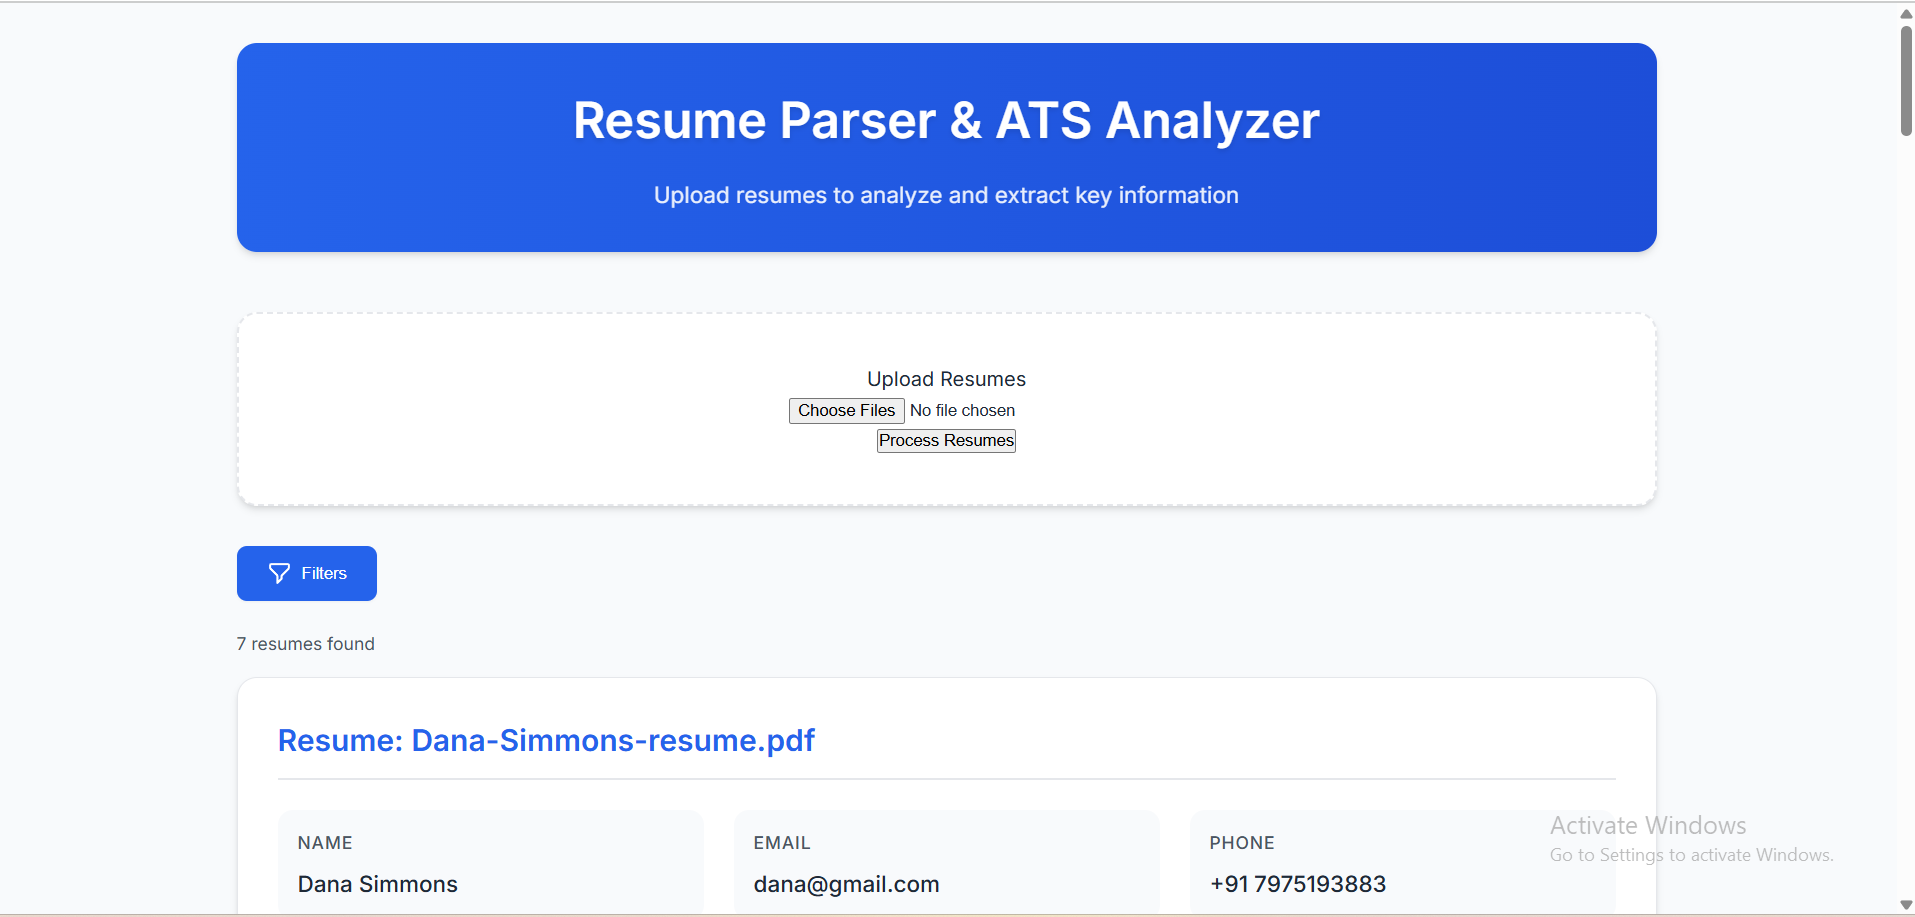 Resume Parser & ATS Analyzer
Upload resumes to analyze and extract key information
Upload Resumes
Choose Files No file chosen
Process Resumes
Filters
7 resumes found
Resume: Dana-Simmons-resume.pdf
NAME
Dana Simmons
EMAIL
dana@gmail.com
PHONE
+91 7975193883
Activate Windows
Go to Settings to activate Windows.